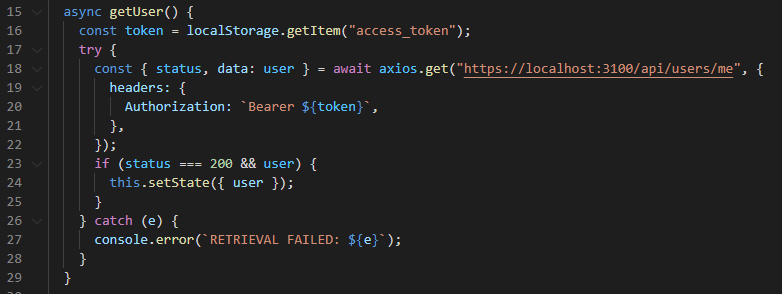 15 async getUser() {
16 const token = localStorage.getItem("access_token");
17 try {
18 const { status, data: user } = await axios.get("https://localhost:3100/api/users/me", {
19 headers: {
20 Authorization: `Bearer ${token}`,
21 },
22 });
23 if (status === 200 && user) {
24 this.setState({ user });
25 }
26 } catch (e) {
27 console.error(`RETRIEVAL FAILED: ${e}`);
28 }
29 }